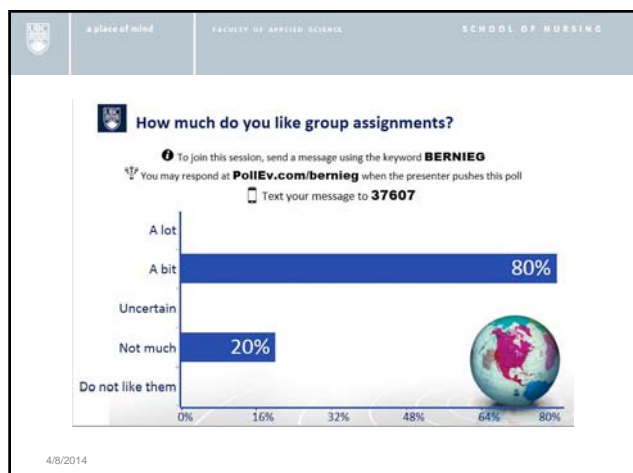 UBC
a place of mind
FACULTY OF APPLIED SCIENCE
SCHOOL OF NURSING
UBC
How much do you like group assignments?
To join this session, send a message using the keyword BERNIEG
You may respond at PollEv.com/bernieg when the presenter pushes this poll
Text your message to 37607
A lot
A bit
80%
Uncertain
Not much
20%
Do not like them
0% 16% 32% 48% 64% 80%
4/8/2014